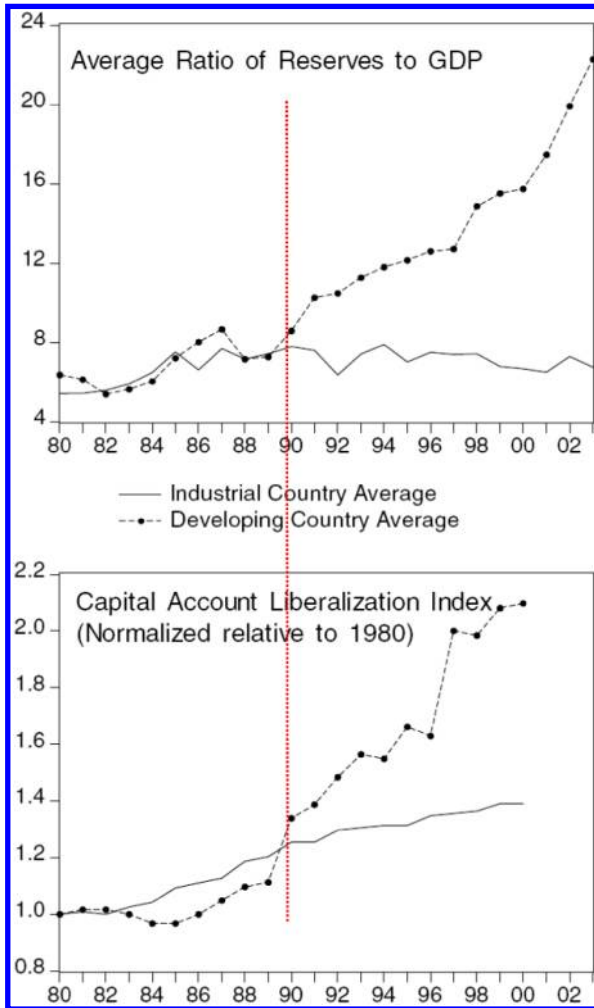 24
Average Ratio of Reserves to GDP
20
16
12
8
4
80 82 84 86 88 90 92 94 96 98 00 02
Industrial Country Average
Developing Country Average
2.2
Capital Account Liberalization Index
(Normalized relative to 1980)
2.0
1.8
1.6
1.4
1.2
1.0
0.8
80 82 84 86 88 90 92 94 96 98 00 02